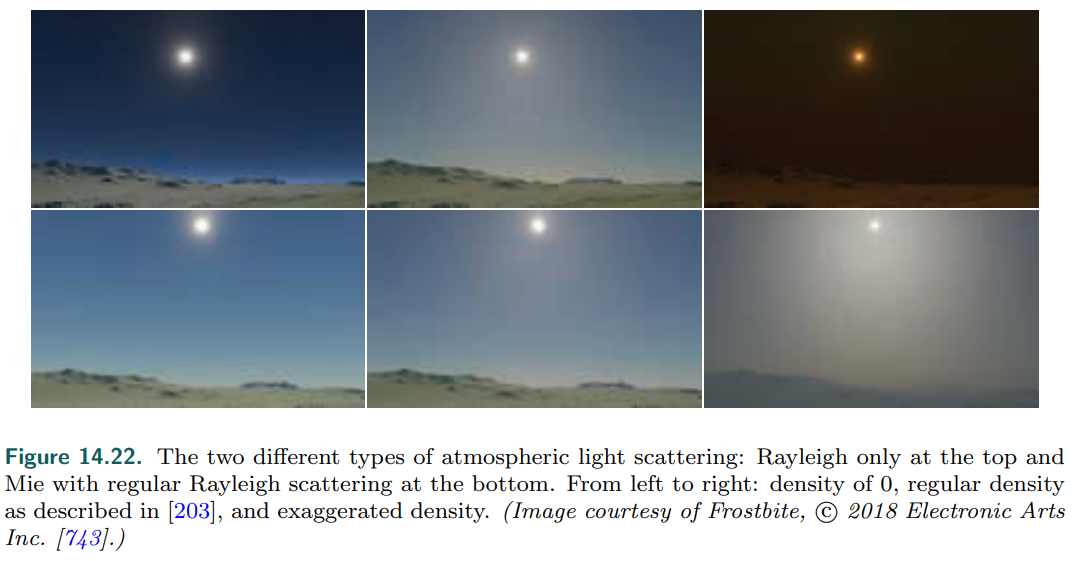 Figure 14.22. The two different types of atmospheric light scattering: Rayleigh only at the top and
Mie with regular Rayleigh scattering at the bottom. From left to right: density of 0, regular density
as described in [203], and exaggerated density. (Image courtesy of Frostbite, © 2018 Electronic Arts
Inc. [743].)